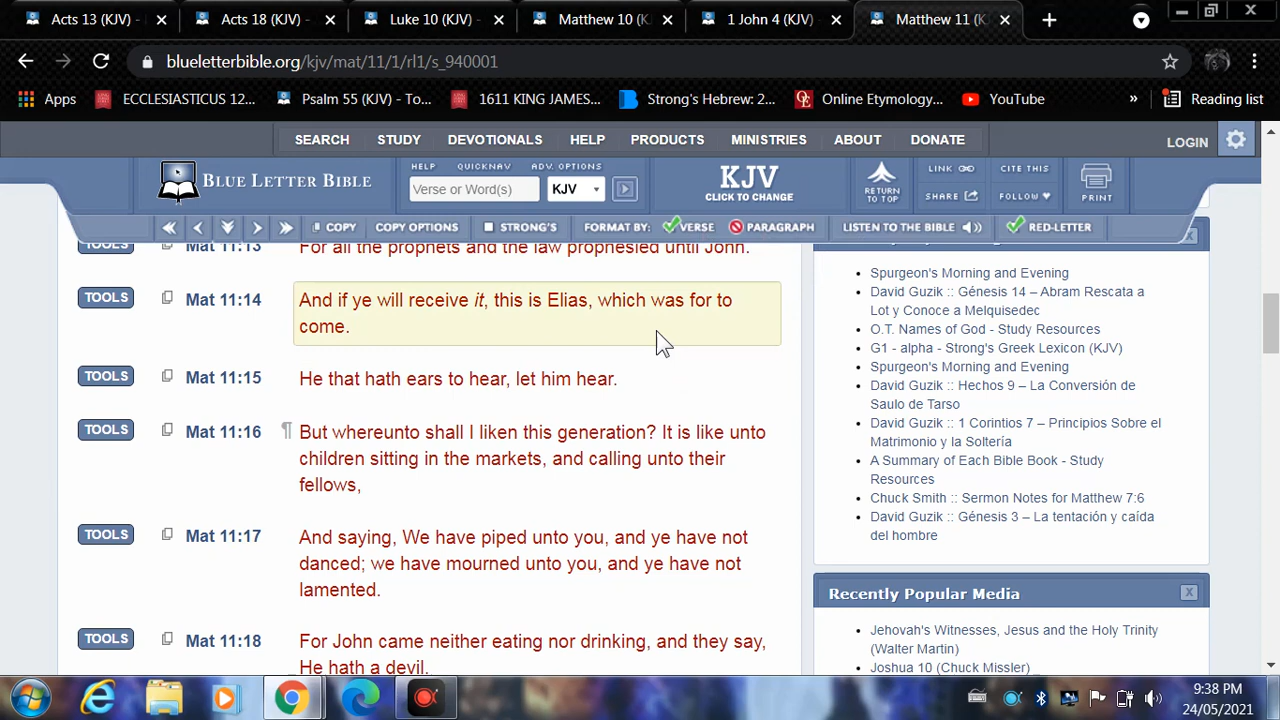 Acts 13 (KJV) -
Acts 18 (KJV) -
Luke 10 (KJV) -
Matthew 10 (K
1 John 4 (KJV)
Matthew 11 (K
blueletterbible.org/kjv/mat/11/1/rl1/s_940001
Apps
ECCLESIASTICUS 12...
Psalm 55 (KJV) - To...
1611 KING JAMES...
Strong's Hebrew: 2...
Online Etymology...
YouTube
»
Reading list
SEARCH
STUDY
DEVOTIONALS
HELP
PRODUCTS
MINISTRIES
ABOUT
DONATE
LOGIN
BLUE LETTER BIBLE
HELP
QUICKNAV
ADV. OPTIONS
Verse or Word(s)
KJV
KJV
CLICK TO CHANGE
RETURN
TO TOP
LINK
CITE THIS
SHARE
FOLLOW
PRINT
COPY
COPY OPTIONS
STRONG'S
FORMAT BY:
VERSE
PARAGRAPH
LISTEN TO THE BIBLE
RED-LETTER
TOOLS
Mat 11:13
For all the prophets and the law prophesied until John.
TOOLS
Mat 11:14
And if ye will receive it, this is Elias, which was for to
come.
TOOLS
Mat 11:15
He that hath ears to hear, let him hear.
TOOLS
Mat 11:16
¶ But whereunto shall I liken this generation? It is like unto
children sitting in the markets, and calling unto their
fellows,
TOOLS
Mat 11:17
And saying, We have piped unto you, and ye have not
danced; we have mourned unto you, and ye have not
lamented.
TOOLS
Mat 11:18
For John came neither eating nor drinking, and they say,
He hath a devil.
Spurgeon's Morning and Evening
David Guzik :: Génesis 14 – Abram Rescata a
Lot y Conoce a Melquisedec
O.T. Names of God - Study Resources
G1 - alpha - Strong's Greek Lexicon (KJV)
Spurgeon's Morning and Evening
David Guzik :: Hechos 9 – La Conversión de
Saulo de Tarso
David Guzik :: 1 Corintios 7 – Principios Sobre el
Matrimonio y la Soltería
A Summary of Each Bible Book - Study
Resources
Chuck Smith :: Sermon Notes for Matthew 7:6
David Guzik :: Génesis 3 – La tentación y caída
del hombre
Recently Popular Media
Jehovah's Witnesses, Jesus and the Holy Trinity
(Walter Martin)
Joshua 10 (Chuck Missler)
9:38 PM
24/05/2021